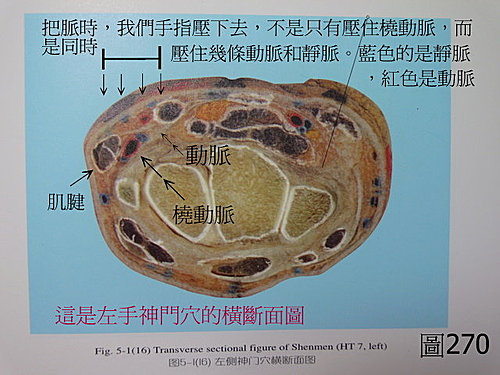 把脈時，我們手指壓下去，不是只有壓住橈動脈，而
是同時
壓住幾條動脈和靜脈。藍色的是靜脈
，紅色是動脈
動脈
肌腱
橈動脈
這是左手神門穴的橫斷面圖
圖270
Fig. 5-1(16) Transverse sectional figure of Shenmen (HT 7, left)
图5-1(16) 左侧神门穴横断面图